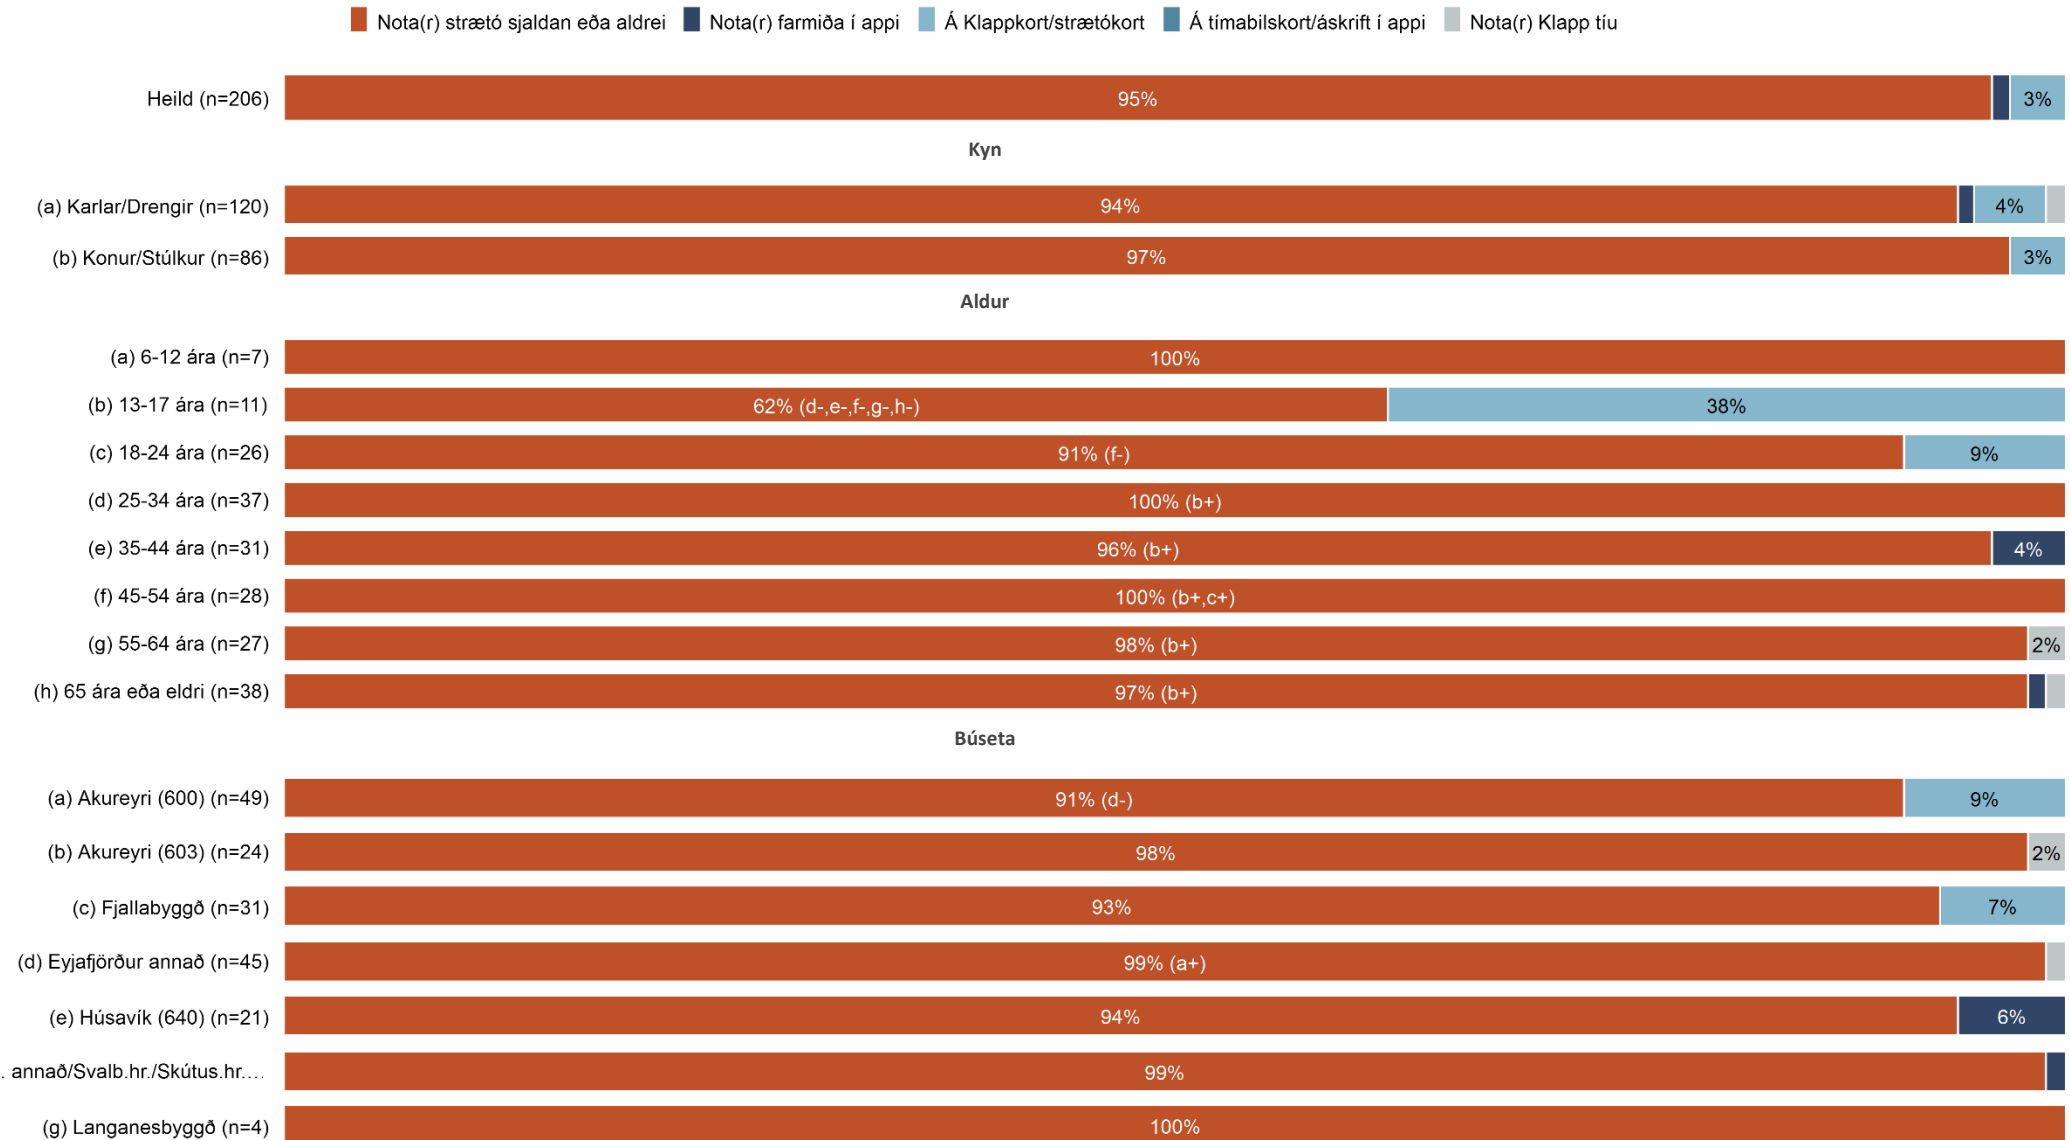 Nota(r) strætó sjaldan eða aldrei Nota(r) farmiða í appi Á Klappkort/strætókort Á tímabilskort/áskrift í appi Nota(r) Klapp tíu
Heild (n=206) 95% 3%
Kyn
(a) Karlar/Drengir (n=120) 94% 4%
(b) Konur/Stúlkur (n=86) 97% 3%
Aldur
(a) 6-12 ára (n=7) 100%
(b) 13-17 ára (n=11) 62% (d-,e-,f-,g-,h-) 38%
(c) 18-24 ára (n=26) 91% (f-) 9%
(d) 25-34 ára (n=37) 100% (b+)
(e) 35-44 ára (n=31) 96% (b+) 4%
(f) 45-54 ára (n=28) 100% (b+,c+)
(g) 55-64 ára (n=27) 98% (b+) 2%
(h) 65 ára eða eldri (n=38) 97% (b+)
Búseta
(a) Akureyri (600) (n=49) 91% (d-) 9%
(b) Akureyri (603) (n=24) 98% 2%
(c) Fjallabyggð (n=31) 93% 7%
(d) Eyjafjörður annað (n=45) 99% (a+)
(e) Húsavík (640) (n=21) 94% 6%
. annað/Svalb.hr./Skútus.hr.... 99%
(g) Langanesbyggð (n=4) 100%